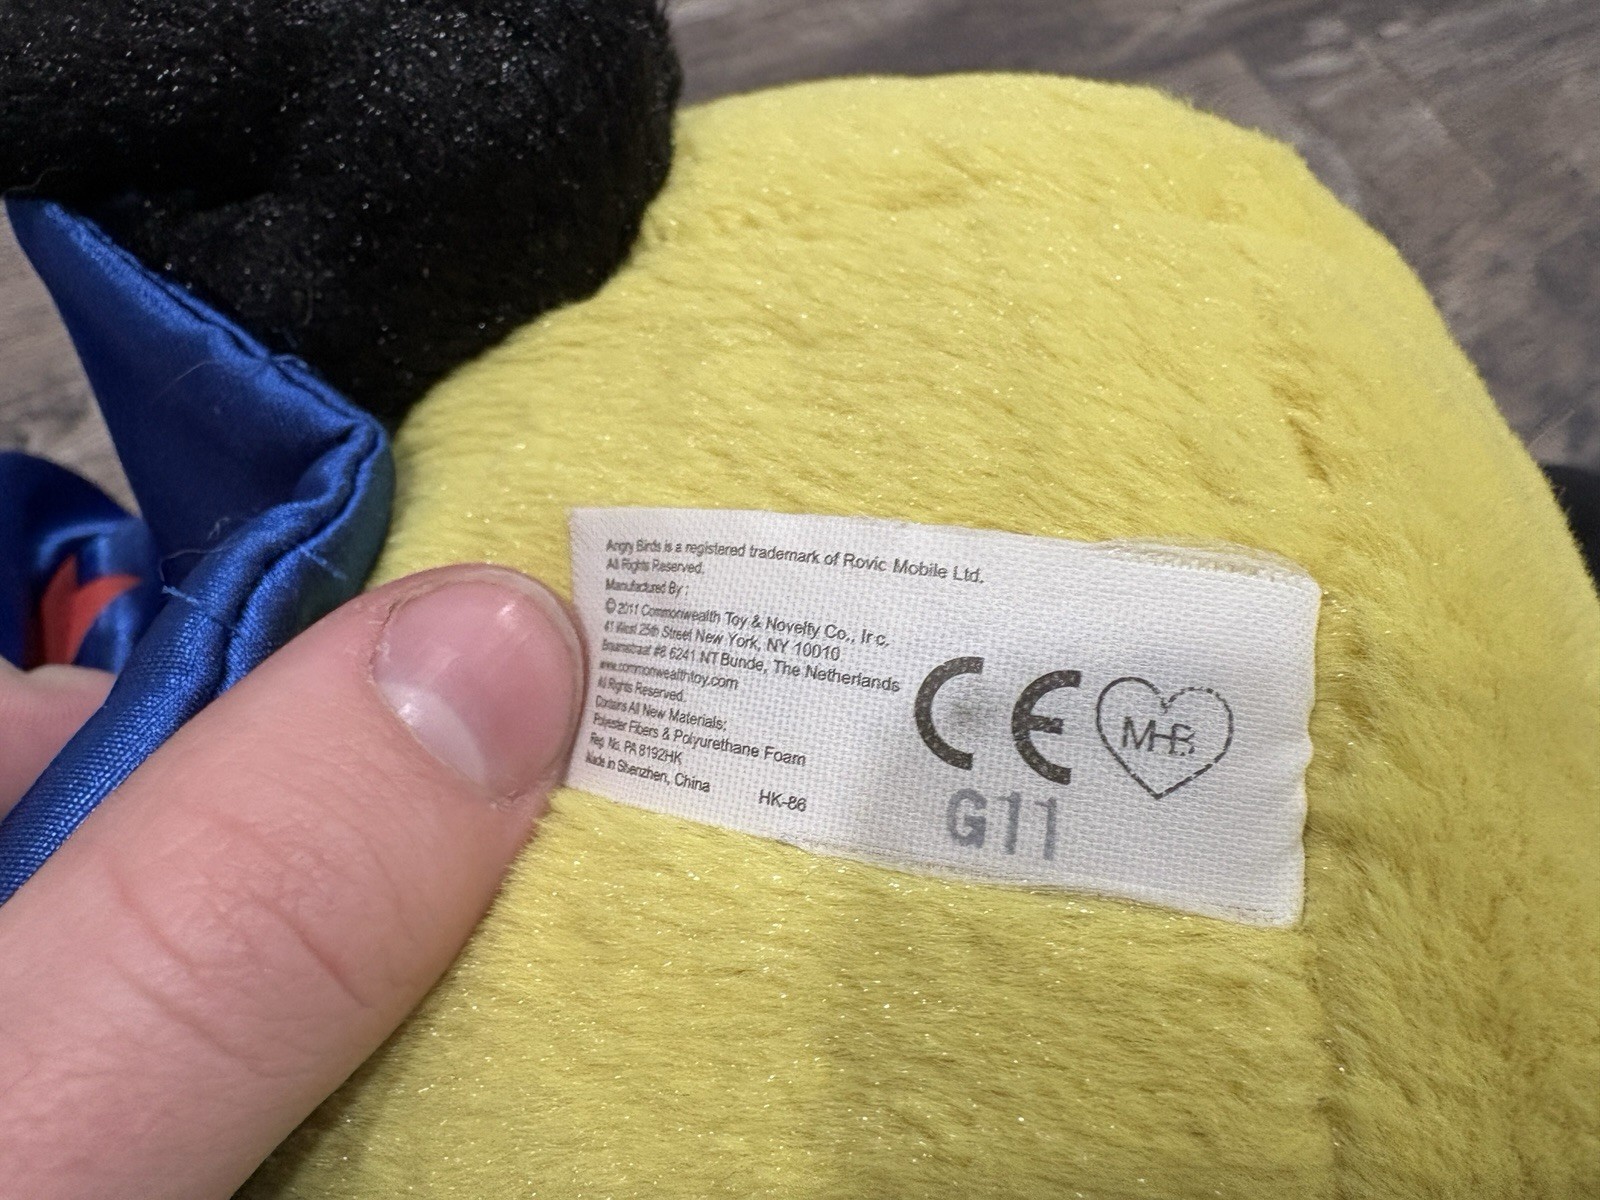 Angry Birds is a registered trademark of Rovic Mobile Ltd.
All Rights Reserved.
Manufactured By :
© 2011 Commonwealth Toy & Novelty Co., Inc.
41 West 25th Street New York, NY 10010
#8 6241 NT Bunde, The Netherlands
www.commonwealthtoy.com
All Rights Reserved.
Contains All New Materials:
Polyester Fibers & Polyurethane Foam
Reg. No. PA 8192HK
Made in Shenzhen, China
HK-86
CE
G11